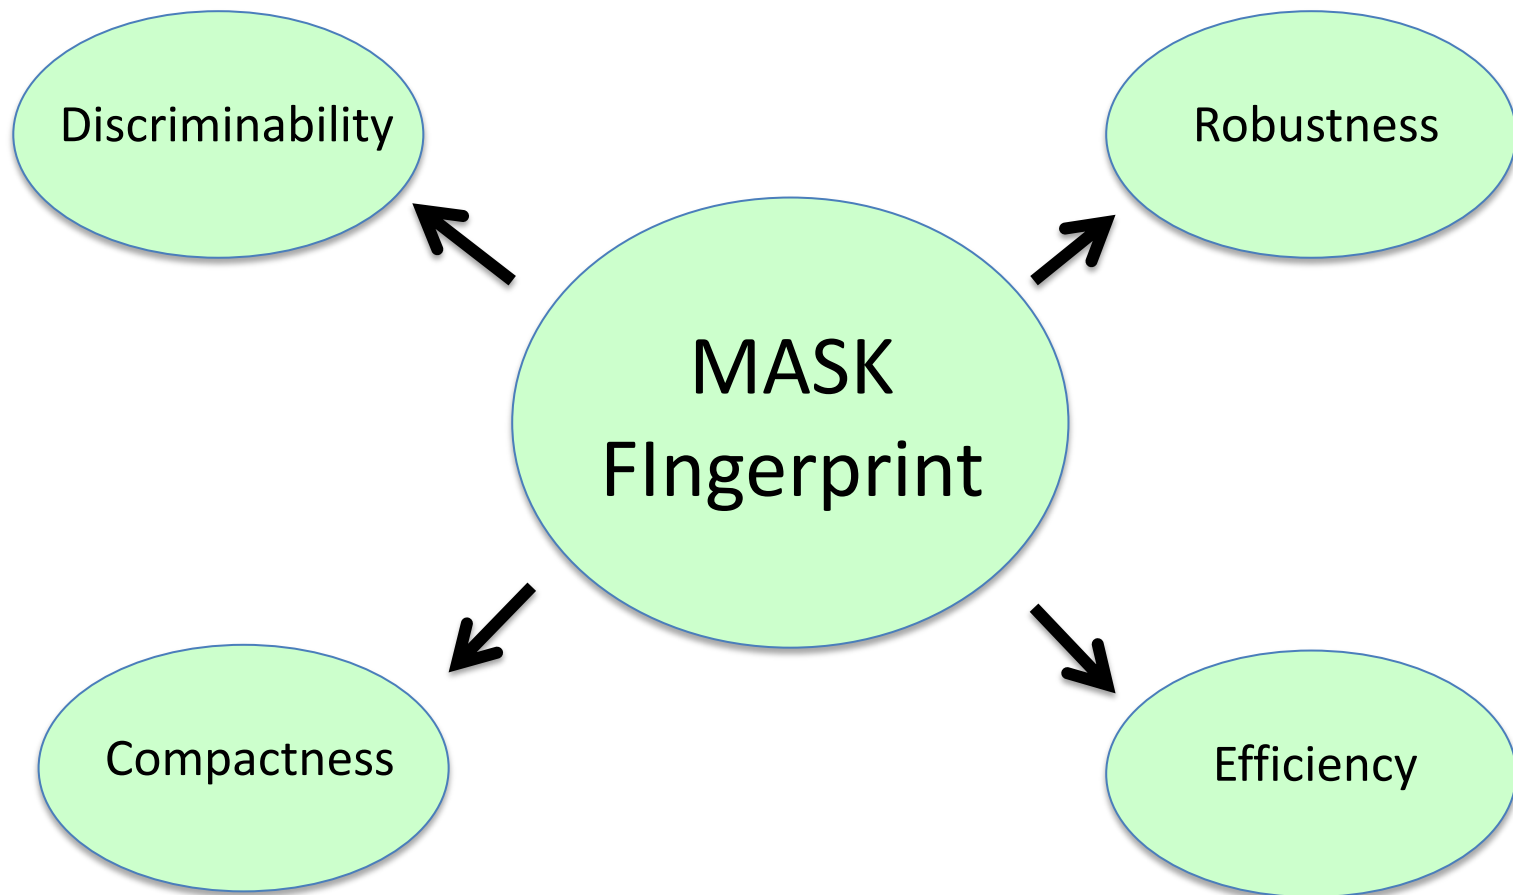 Discriminability
Robustness
MASK
FIngerprint
Compactness
Efficiency